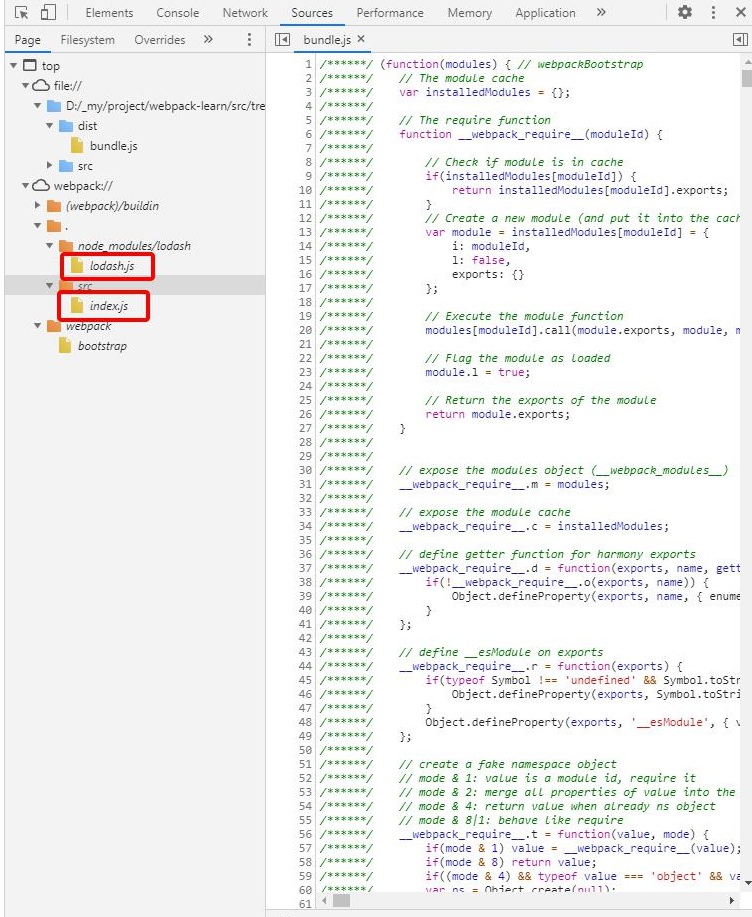 Elements Console Network Sources Performance Memory Application »
Page Filesystem Overrides » bundle.js ×
top
file://
D:/_my/project/webpack-learn/src/tre
dist
bundle.js
src
webpack://
(webpack)/buildin
.
node_modules/lodash
lodash.js
src
index.js
webpack
bootstrap
1 /******/ (function(modules) { // webpackBootstrap
2 /******/ // The module cache
3 /******/ var installedModules = {};
4 /******/
5 /******/ // The require function
6 /******/ function __webpack_require__(moduleId) {
7 /******/
8 /******/ // Check if module is in cache
9 /******/ if(installedModules[moduleId]) {
10 /******/ return installedModules[moduleId].exports;
11 /******/ }
12 /******/ // Create a new module (and put it into the cach
13 /******/ var module = installedModules[moduleId] = {
14 /******/ i: moduleId,
15 /******/ l: false,
16 /******/ exports: {}
17 /******/ };
18 /******/
19 /******/ // Execute the module function
20 /******/ modules[moduleId].call(module.exports, module, m
21 /******/
22 /******/ // Flag the module as loaded
23 /******/ module.l = true;
24 /******/
25 /******/ // Return the exports of the module
26 /******/ return module.exports;
27 /******/ }
28 /******/
29 /******/
30 /******/ // expose the modules object (__webpack_modules__)
31 /******/ __webpack_require__.m = modules;
32 /******/
33 /******/ // expose the module cache
34 /******/ __webpack_require__.c = installedModules;
35 /******/
36 /******/ // define getter function for harmony exports
37 /******/ __webpack_require__.d = function(exports, name, gett
38 /******/ if(!__webpack_require__.o(exports, name)) {
39 /******/ Object.defineProperty(exports, name, { enume
40 /******/ }
41 /******/ };
42 /******/
43 /******/ // define __esModule on exports
44 /******/ __webpack_require__.r = function(exports) {
45 /******/ if(typeof Symbol !== 'undefined' && Symbol.toStr
46 /******/ Object.defineProperty(exports, Symbol.toStri
47 /******/ }
48 /******/ Object.defineProperty(exports, '__esModule', { v
49 /******/ };
50 /******/
51 /******/ // create a fake namespace object
52 /******/ // mode & 1: value is a module id, require it
53 /******/ // mode & 2: merge all properties of value into the
54 /******/ // mode & 4: return value when already ns object
55 /******/ // mode & 8|1: behave like require
56 /******/ __webpack_require__.t = function(value, mode) {
57 /******/ if(mode & 1) value = __webpack_require__(value);
58 /******/ if(mode & 8) return value;
59 /******/ if((mode & 4) && typeof value === 'object' && va
60 /******/ var ns = Object.create(null);
61